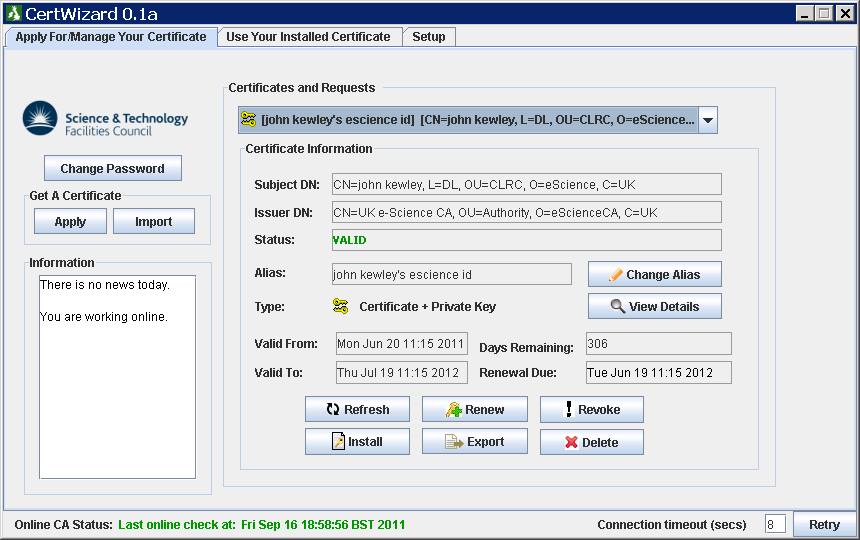 CertWizard 0.1a
Apply For/Manage Your Certificate
Use Your Installed Certificate
Setup
Science & Technology
Facilities Council
Change Password
Get A Certificate
Apply
Import
Information
There is no news today.
You are working online.
Certificates and Requests
[john kewley's escience id] [CN=john kewley, L=DL, OU=CLRC, O=eScience...
Certificate Information
Subject DN: CN=john kewley, L=DL, OU=CLRC, O=eScience, C=UK
Issuer DN: CN=UK e-Science CA, OU=Authority, O=eScienceCA, C=UK
Status: VALID
Alias: john kewley's escience id
Change Alias
Type: Certificate + Private Key
View Details
Valid From: Mon Jun 20 11:15 2011 Days Remaining: 306
Valid To: Thu Jul 19 11:15 2012 Renewal Due: Tue Jun 19 11:15 2012
Refresh
Renew
Revoke
Install
Export
Delete
Online CA Status: Last online check at: Fri Sep 16 18:58:56 BST 2011
Connection timeout (secs) 8
Retry